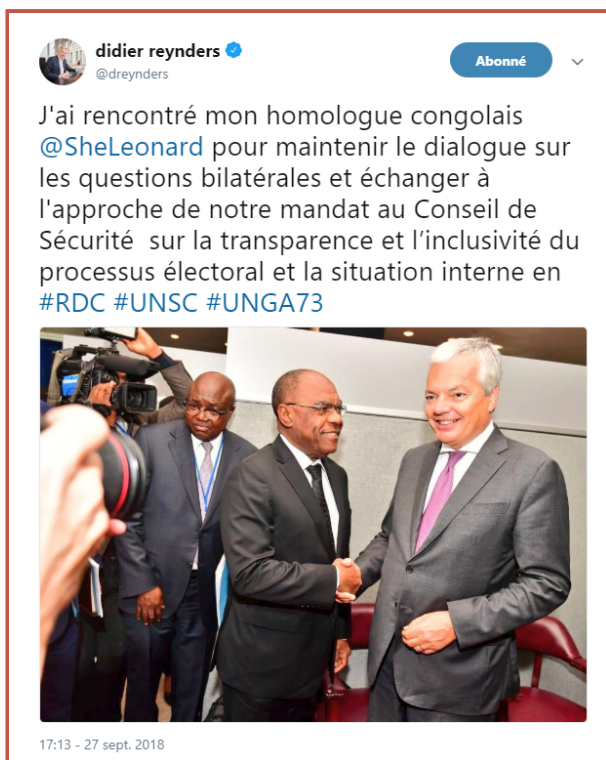 didier reynders
@dreynders
Abonné
J'ai rencontré mon homologue congolais
@SheLeonard pour maintenir le dialogue sur
les questions bilatérales et échanger à
l'approche de notre mandat au Conseil de
Sécurité  sur la transparence et l’inclusivité du
processus électoral et la situation interne en
#RDC #UNSC #UNGA73
17:13 - 27 sept. 2018